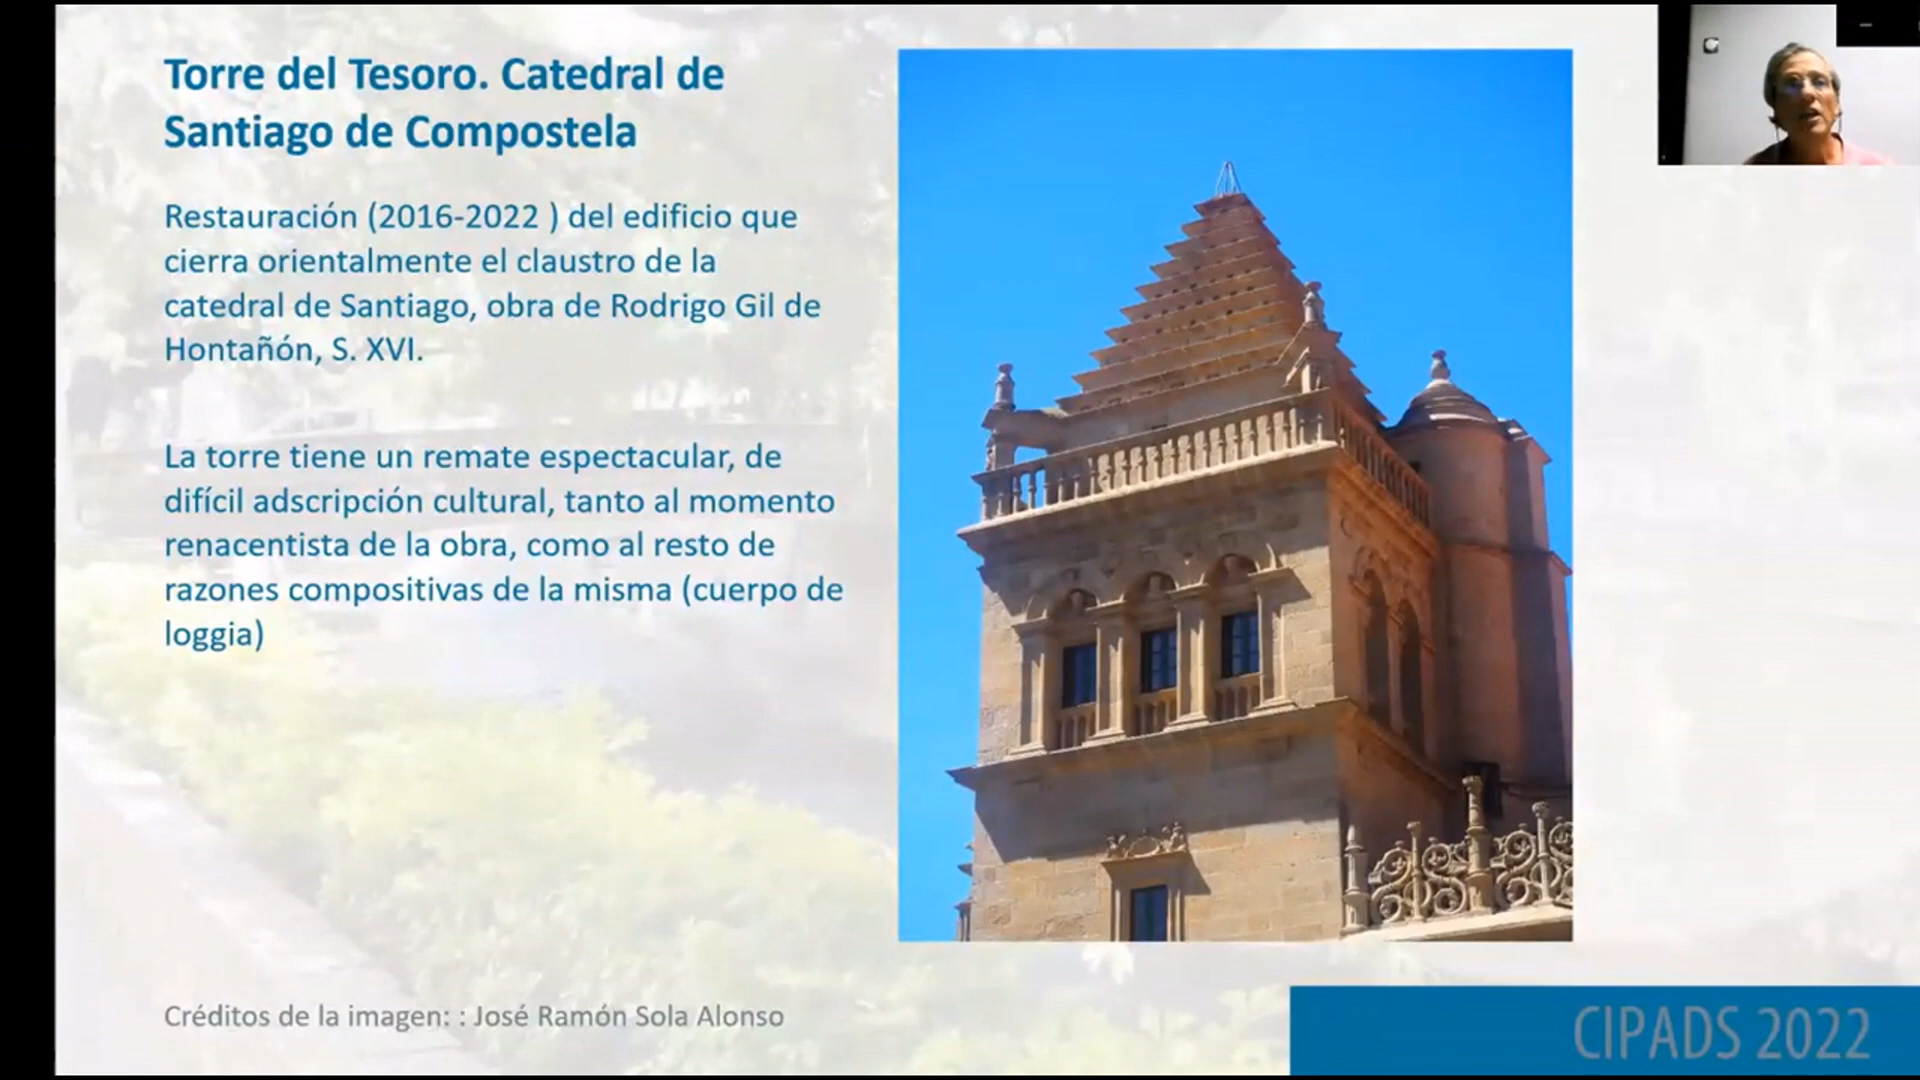 Torre del Tesoro. Catedral de
Santiago de Compostela
Restauración (2016-2022 ) del edificio que
cierra orientalmente el claustro de la
catedral de Santiago, obra de Rodrigo Gil de
Hontañón, S. XVI.
La torre tiene un remate espectacular, de
difícil adscripción cultural, tanto al momento
renacentista de la obra, como al resto de
razones compositivas de la misma (cuerpo de
loggia)
Créditos de la imagen: : José Ramón Sola Alonso
CIPADS 2022